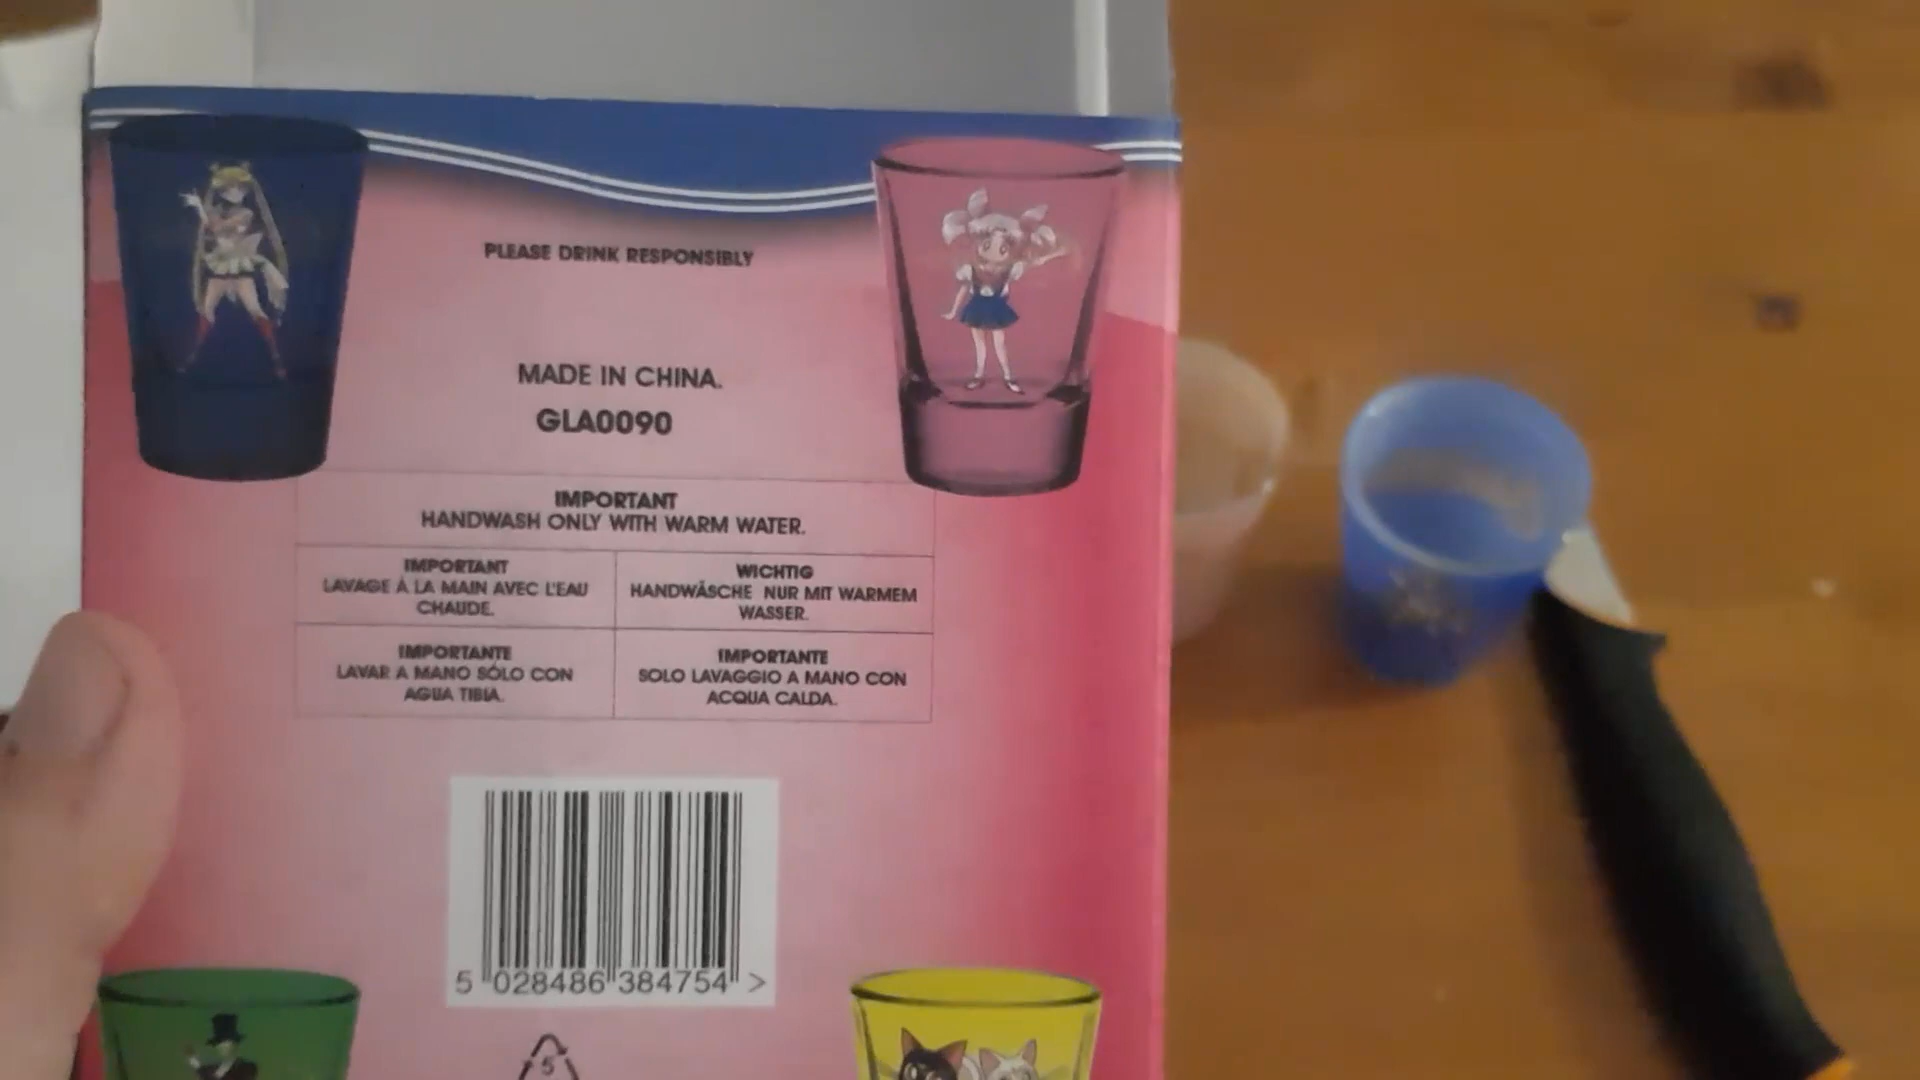 PLEASE DRINK RESPONSIBLY
MADE IN CHINA.
GLA0090
IMPORTANT
HANDWASH ONLY WITH WARM WATER.
IMPORTANT
LAVAGE À LA MAIN AVEC L'EAU
CHAUDE.
WICHTIG
HANDWÄSCHE NUR MIT WARMEM
WASSER.
IMPORTANTE
LAVAR A MANO SÓLO CON
AGUA TIBIA.
IMPORTANTE
SOLO LAVAGGIO A MANO CON
ACQUA CALDA.
5 028486 384754 >
5